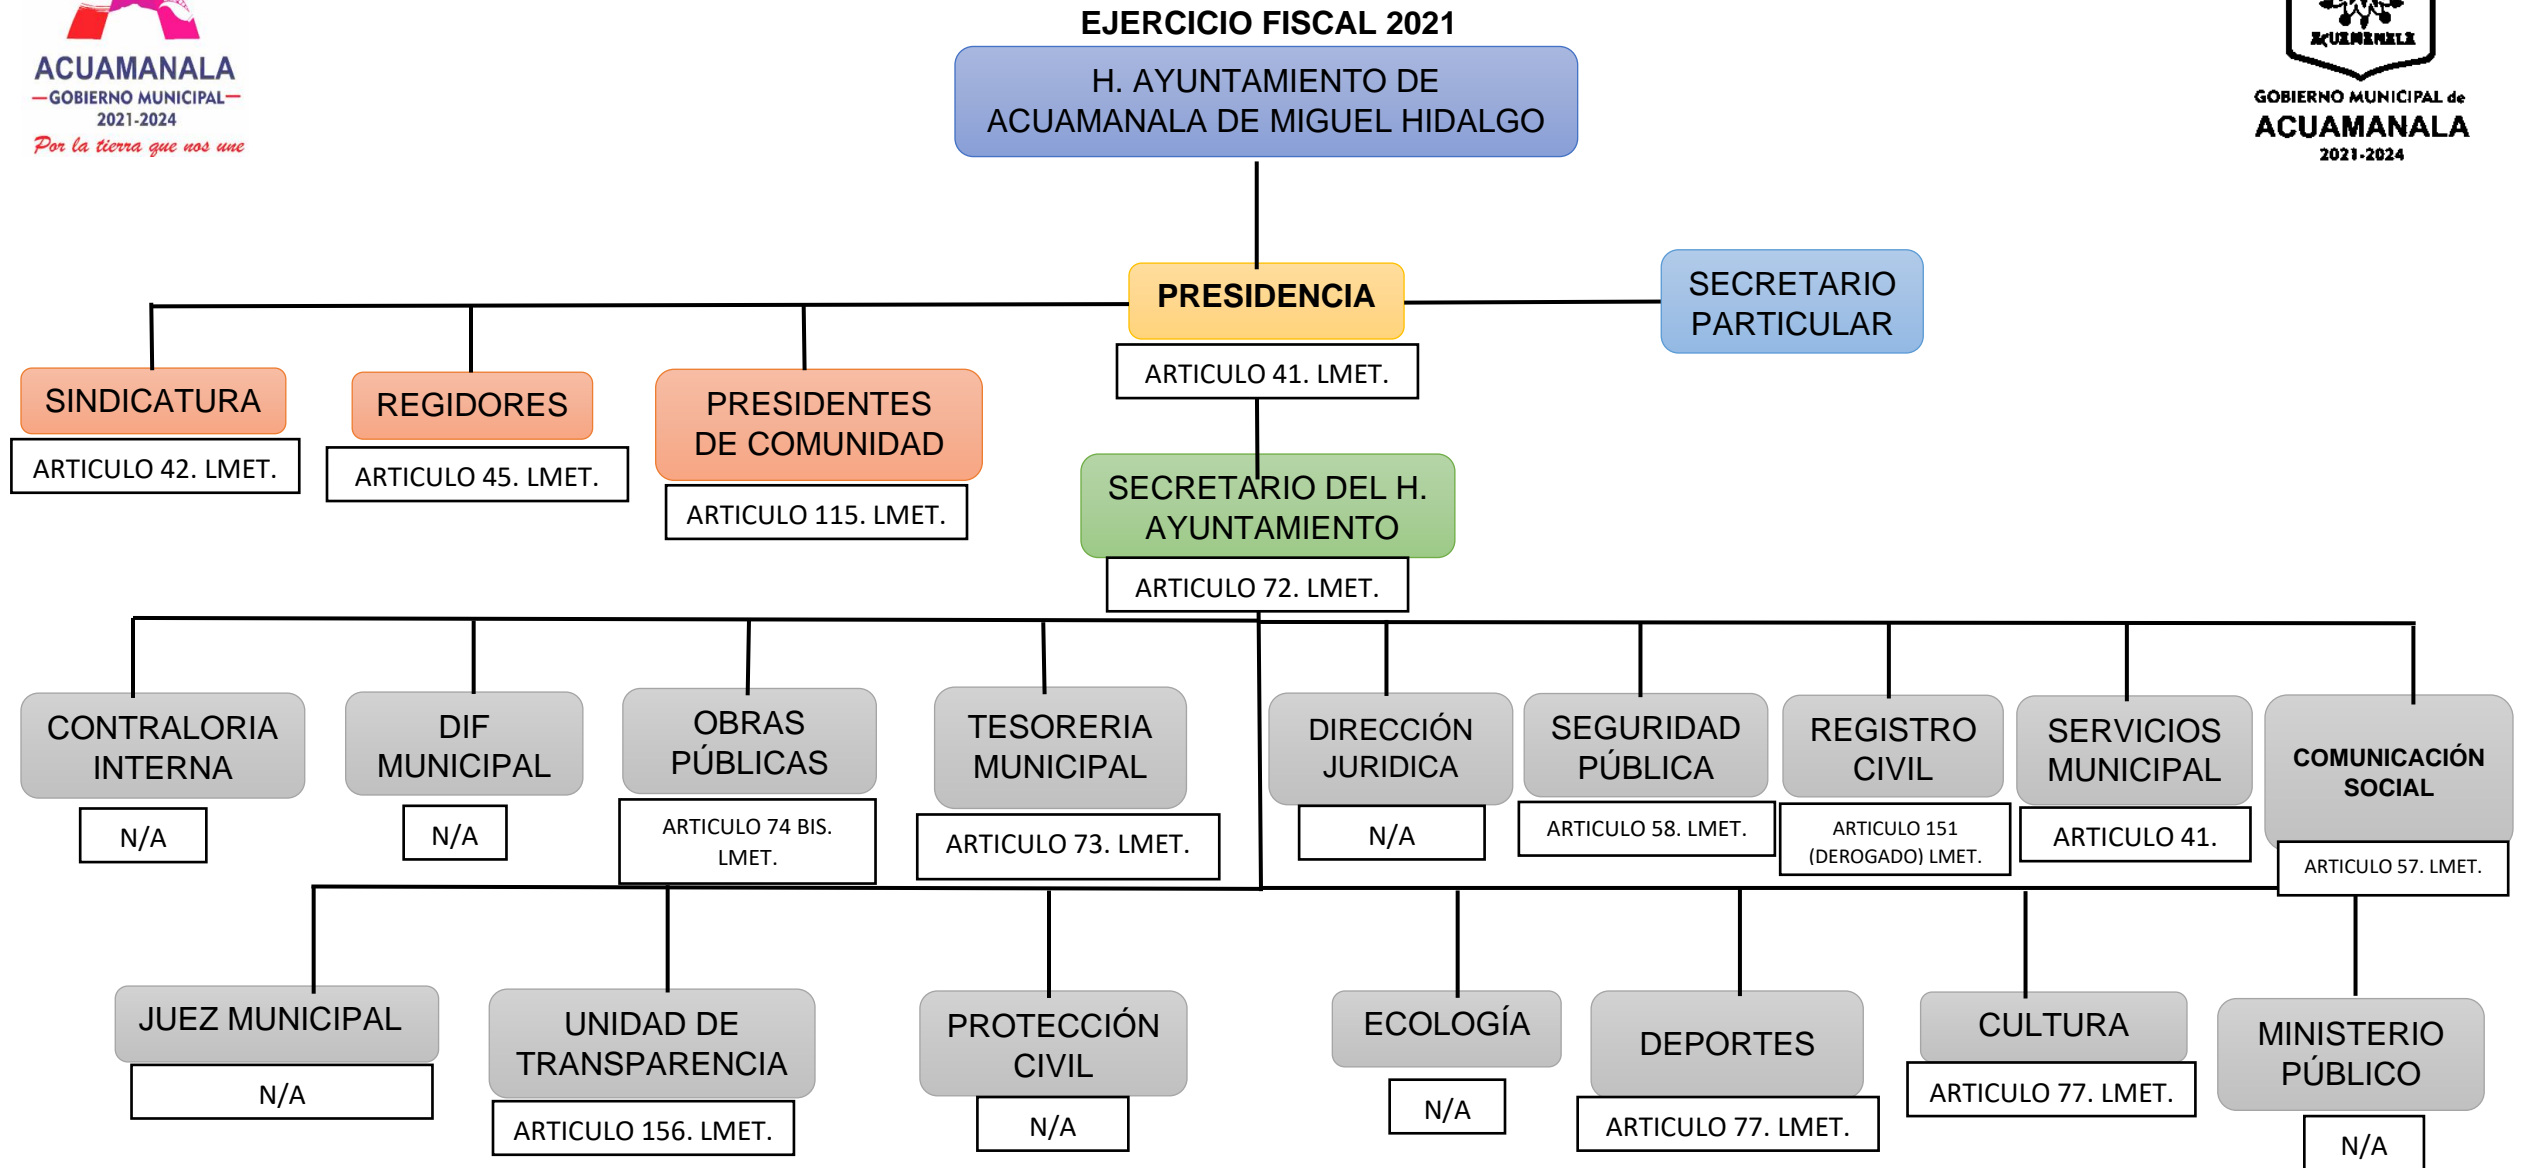 EJERCICIO FISCAL 2021
ACUAMANALA
GOBIERNO MUNICIPAL
2021-2024
Por la tierra que nos une
H. AYUNTAMIENTO DE
ACUAMANALA DE MIGUEL HIDALGO
ACUAMANALA
GOBIERNO MUNICIPAL de
ACUAMANALA
2021-2024
PRESIDENCIA
ARTICULO 41. LMET.
SECRETARIO
PARTICULAR
SINDICATURA
ARTICULO 42. LMET.
REGIDORES
ARTICULO 45. LMET.
PRESIDENTES
DE COMUNIDAD
ARTICULO 115. LMET.
SECRETARIO DEL H.
AYUNTAMIENTO
ARTICULO 72. LMET.
CONTRALORIA
INTERNA
N/A
DIF
MUNICIPAL
N/A
OBRAS
PÚBLICAS
ARTICULO 74 BIS.
LMET.
TESORERIA
MUNICIPAL
ARTICULO 73. LMET.
DIRECCIÓN
JURIDICA
N/A
SEGURIDAD
PÚBLICA
ARTICULO 58. LMET.
REGISTRO
CIVIL
ARTICULO 151
(DEROGADO) LMET.
SERVICIOS
MUNICIPAL
ARTICULO 41.
COMUNICACIÓN
SOCIAL
ARTICULO 57. LMET.
JUEZ MUNICIPAL
N/A
UNIDAD DE
TRANSPARENCIA
ARTICULO 156. LMET.
PROTECCIÓN
CIVIL
N/A
ECOLOGÍA
N/A
DEPORTES
ARTICULO 77. LMET.
CULTURA
ARTICULO 77. LMET.
MINISTERIO
PÚBLICO
N/A